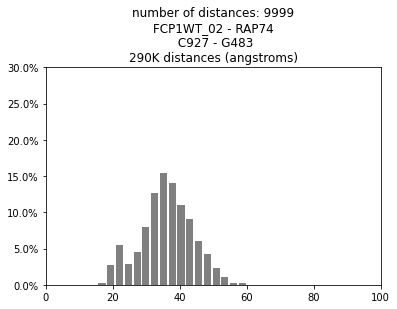 number of distances: 9999
FCP1WT_02 - RAP74
C927 - G483
290K distances (angstroms)
30.0%
25.0%
20.0%
15.0%
10.0%
5.0%
0.0%
0 20 40 60 80 100